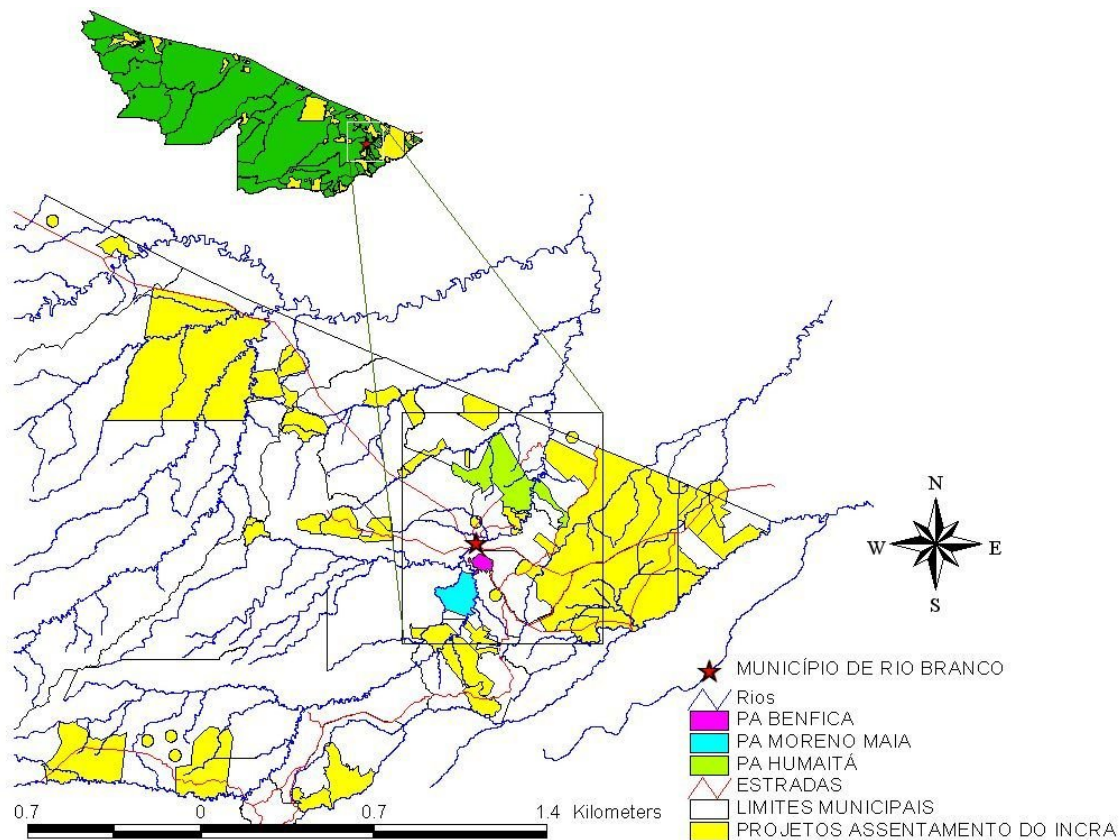 N
W E
S
MUNICÍPIO DE RIO BRANCO
Rios
PA BENFICA
PA MORENO MAIA
PA HUMAITÁ
ESTRADAS
LIMITES MUNICIPAIS
PROJETOS ASSENTAMENTO DO INCRA
0.7 0 0.7 1.4 Kilometers